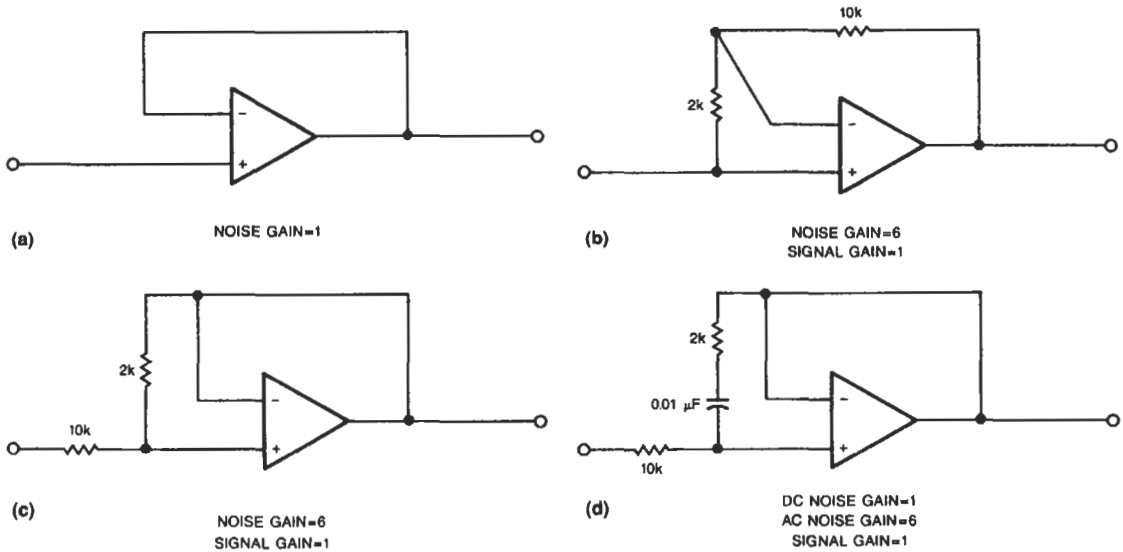 10k
2k
-
+
-
+
(a)
NOISE GAIN=1
(b)
NOISE GAIN=6
SIGNAL GAIN=1
2k
10k
-
+
2k
0.01 µF
10k
-
+
(c)
NOISE GAIN=6
SIGNAL GAIN=1
(d)
DC NOISE GAIN=1
AC NOISE GAIN=6
SIGNAL GAIN=1